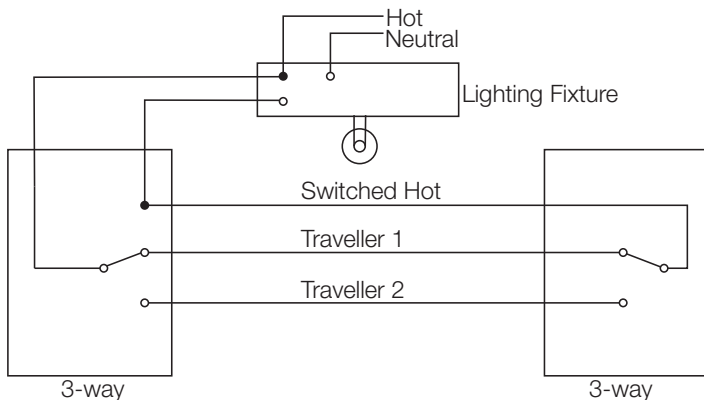 Hot
Neutral
Lighting Fixture
Switched Hot
Traveller 1
Traveller 2
3-way
3-way